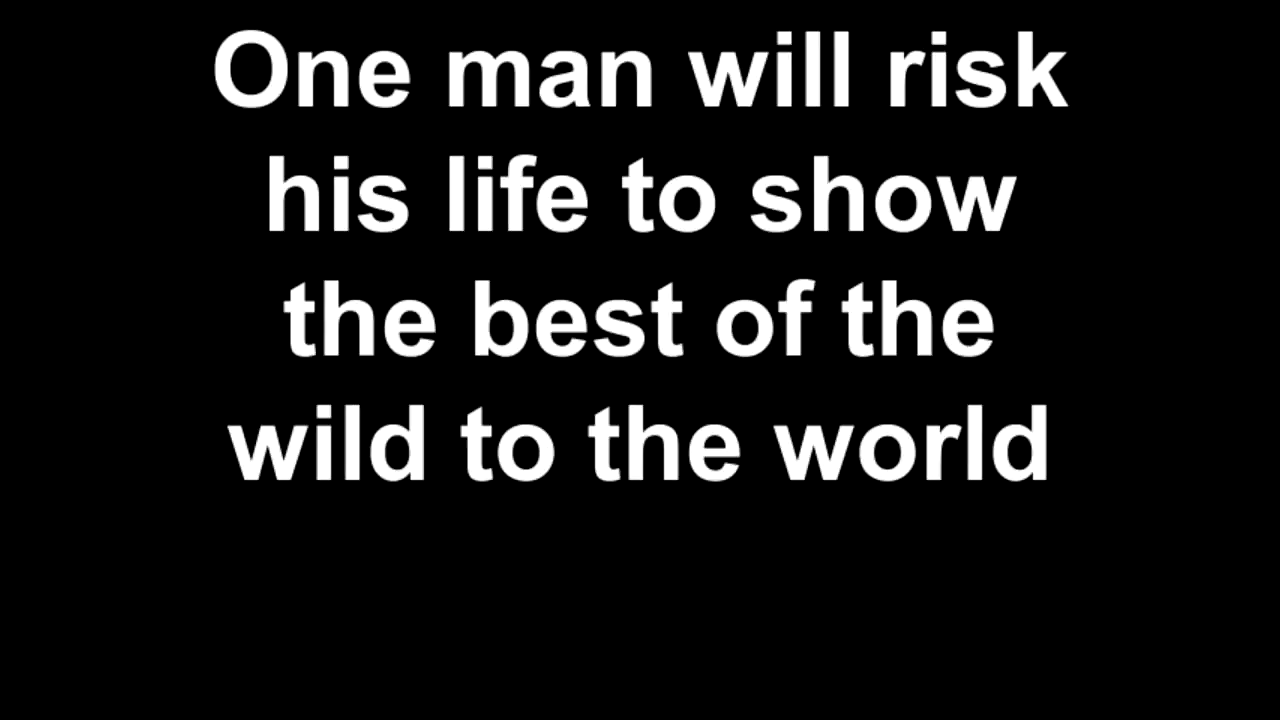 One man will risk
his life to show
the best of the
wild to the world